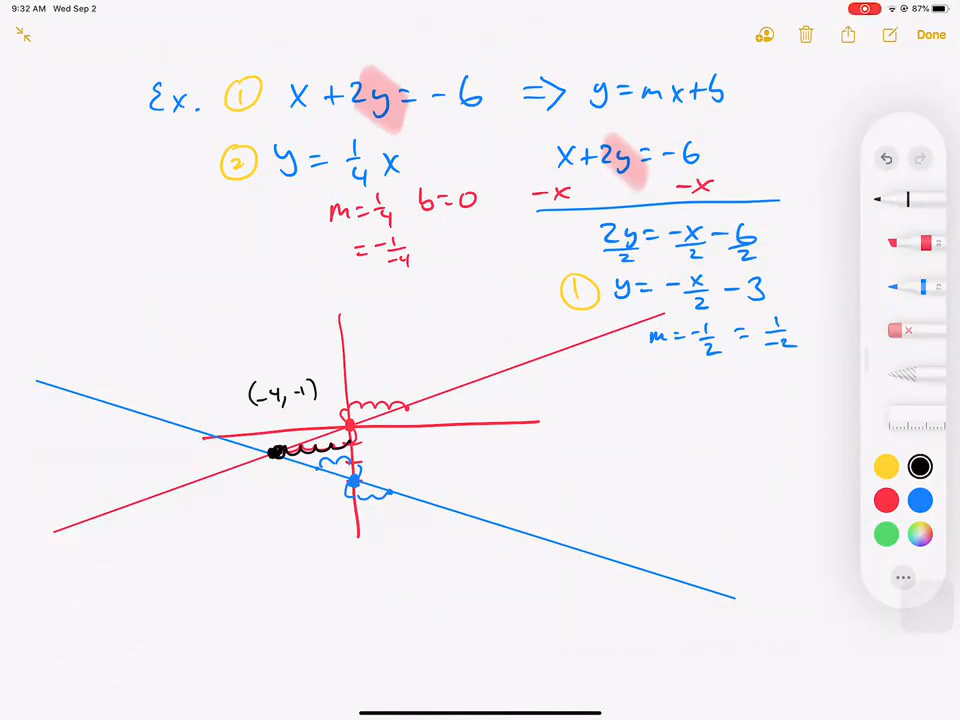 9:32 AM Wed Sep 2
87%
Done
Ex. ① x + 2y = -6 ⇒ y = mx+b
② y = 1/4 x
m = 1/4 b = 0
= -1/-4
x + 2y = -6
-x -x
2y/2 = -x/2 - 6/2
① y = -x/2 - 3
m = -1/2 = 1/-2
(-4, -1)